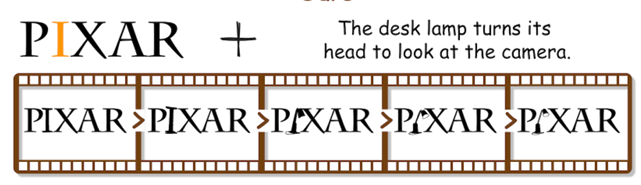 PIXAR +
The desk lamp turns its
head to look at the camera.
PIXAR > PIXAR > PIXAR > PIXAR > PIXAR